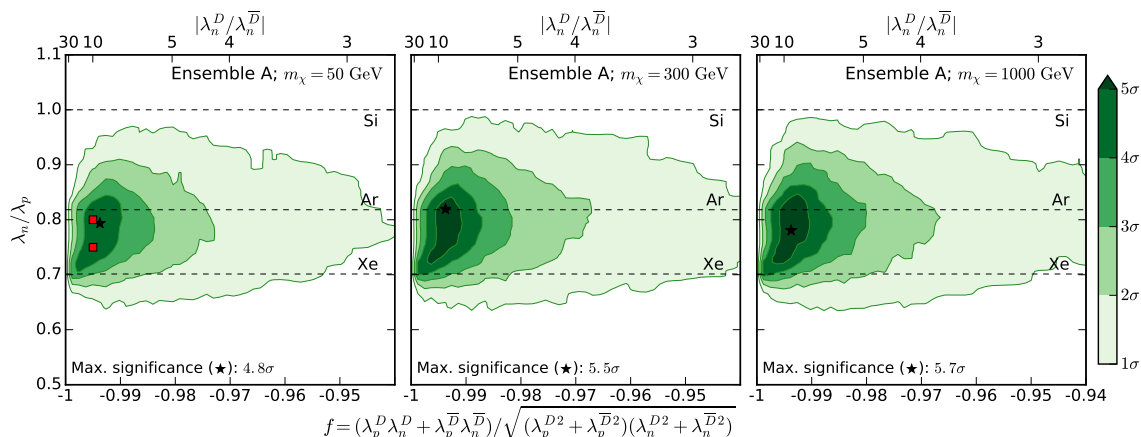 |λ_n^D/λ_n^D̅| |λ_n^D/λ_n^D̅| |λ_n^D/λ_n^D̅|
30 10 5 4 3 30 10 5 4 3 30 10 5 4 3
Ensemble A; m_χ = 50 GeV
Ensemble A; m_χ = 300 GeV
Ensemble A; m_χ = 1000 GeV
λ_n/λ_p
1.1
1.0
0.9
0.8
0.7
0.6
0.5
Si
Ar
Xe
Si
Ar
Xe
Si
Ar
Xe
Max. significance (★): 4.8σ
Max. significance (★): 5.5σ
Max. significance (★): 5.7σ
-1 -0.99 -0.98 -0.97 -0.96 -0.95 -1 -0.99 -0.98 -0.97 -0.96 -0.95 -1 -0.99 -0.98 -0.97 -0.96 -0.95 -0.94
f = (λ_p^D λ_n^D + λ_p^D̅ λ_n^D̅)/√((λ_p^D2 + λ_p^D̅2)(λ_n^D2 + λ_n^D̅2))
5σ
4σ
3σ
2σ
1σ